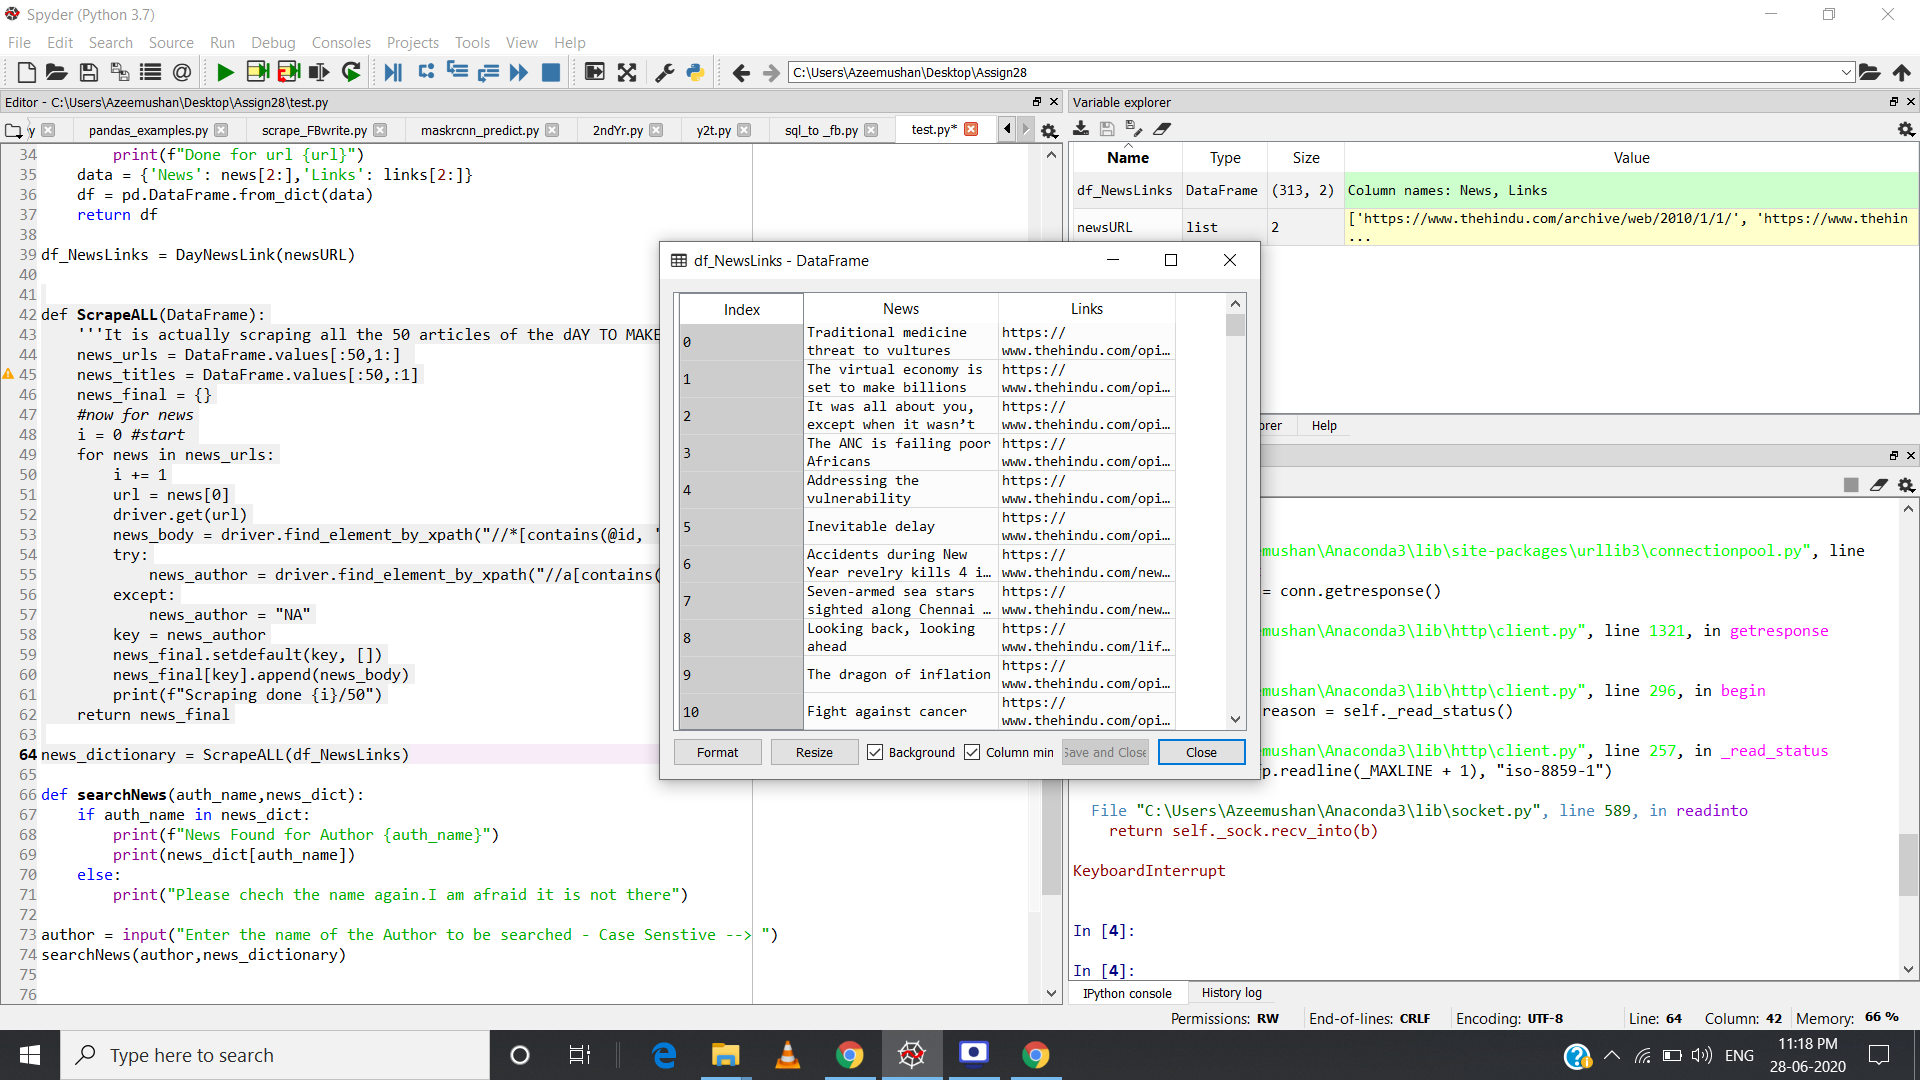 Spyder (Python 3.7)
File Edit Search Source Run Debug Consoles Projects Tools View Help
C:\Users\Azeemushan\Desktop\Assign28
Editor - C:\Users\Azeemushan\Desktop\Assign28\test.py
y pandas_examples.py scrape_FBwrite.py maskrcnn_predict.py 2ndYr.py y2t.py sql_to _fb.py test.py*
34 print(f"Done for url {url}")
35 data = {'News': news[2:],'Links': links[2:]}
36 df = pd.DataFrame.from_dict(data)
37 return df
38
39 df_NewsLinks = DayNewsLink(newsURL)
40
41
42 def ScrapeALL(DataFrame):
43 '''It is actually scraping all the 50 articles of the dAY TO MAKE
44 news_urls = DataFrame.values[:50,1:]
45 news_titles = DataFrame.values[:50,:1]
46 news_final = {}
47 #now for news
48 i = 0 #start
49 for news in news_urls:
50 i += 1
51 url = news[0]
52 driver.get(url)
53 news_body = driver.find_element_by_xpath("//*[contains(@id, '
54 try:
55 news_author = driver.find_element_by_xpath("//a[contains(
56 except:
57 news_author = "NA"
58 key = news_author
59 news_final.setdefault(key, [])
60 news_final[key].append(news_body)
61 print(f"Scraping done {i}/50")
62 return news_final
63
64 news_dictionary = ScrapeALL(df_NewsLinks)
65
66 def searchNews(auth_name,news_dict):
67 if auth_name in news_dict:
68 print(f"News Found for Author {auth_name}")
69 print(news_dict[auth_name])
70 else:
71 print("Please chech the name again.I am afraid it is not there")
72
73 author = input("Enter the name of the Author to be searched - Case Senstive --> ")
74 searchNews(author,news_dictionary)
75
76
Variable explorer
Name Type Size Value
df_NewsLinks DataFrame (313, 2) Column names: News, Links
newsURL list 2 ['https://www.thehindu.com/archive/web/2010/1/1/', 'https://www.thehin
...
df_NewsLinks - DataFrame
Index News Links
0 Traditional medicine https://
threat to vultures www.thehindu.com/opi…
1 The virtual economy is https://
set to make billions www.thehindu.com/opi…
2 It was all about you, https://
except when it wasn’t www.thehindu.com/opi…
3 The ANC is failing poor https://
Africans www.thehindu.com/opi…
4 Addressing the https://
vulnerability www.thehindu.com/opi…
5 Inevitable delay https://
www.thehindu.com/opi…
6 Accidents during New https://
Year revelry kills 4 i… www.thehindu.com/new…
7 Seven-armed sea stars https://
sighted along Chennai … www.thehindu.com/new…
8 Looking back, looking https://
ahead www.thehindu.com/lif…
9 The dragon of inflation https://
www.thehindu.com/opi…
10 Fight against cancer https://
www.thehindu.com/opi…
Format Resize Background Column min Save and Close Close
orer Help
emushan\Anaconda3\lib\site-packages\urllib3\connectionpool.py", line
= conn.getresponse()
emushan\Anaconda3\lib\http\client.py", line 1321, in getresponse
emushan\Anaconda3\lib\http\client.py", line 296, in begin
reason = self._read_status()
emushan\Anaconda3\lib\http\client.py", line 257, in _read_status
p.readline(_MAXLINE + 1), "iso-8859-1")
File "C:\Users\Azeemushan\Anaconda3\lib\socket.py", line 589, in readinto
return self._sock.recv_into(b)
KeyboardInterrupt
In [4]:
In [4]:
IPython console History log
Permissions: RW End-of-lines: CRLF Encoding: UTF-8 Line: 64 Column: 42 Memory: 66 %
Type here to search
ENG
11:18 PM
28-06-2020